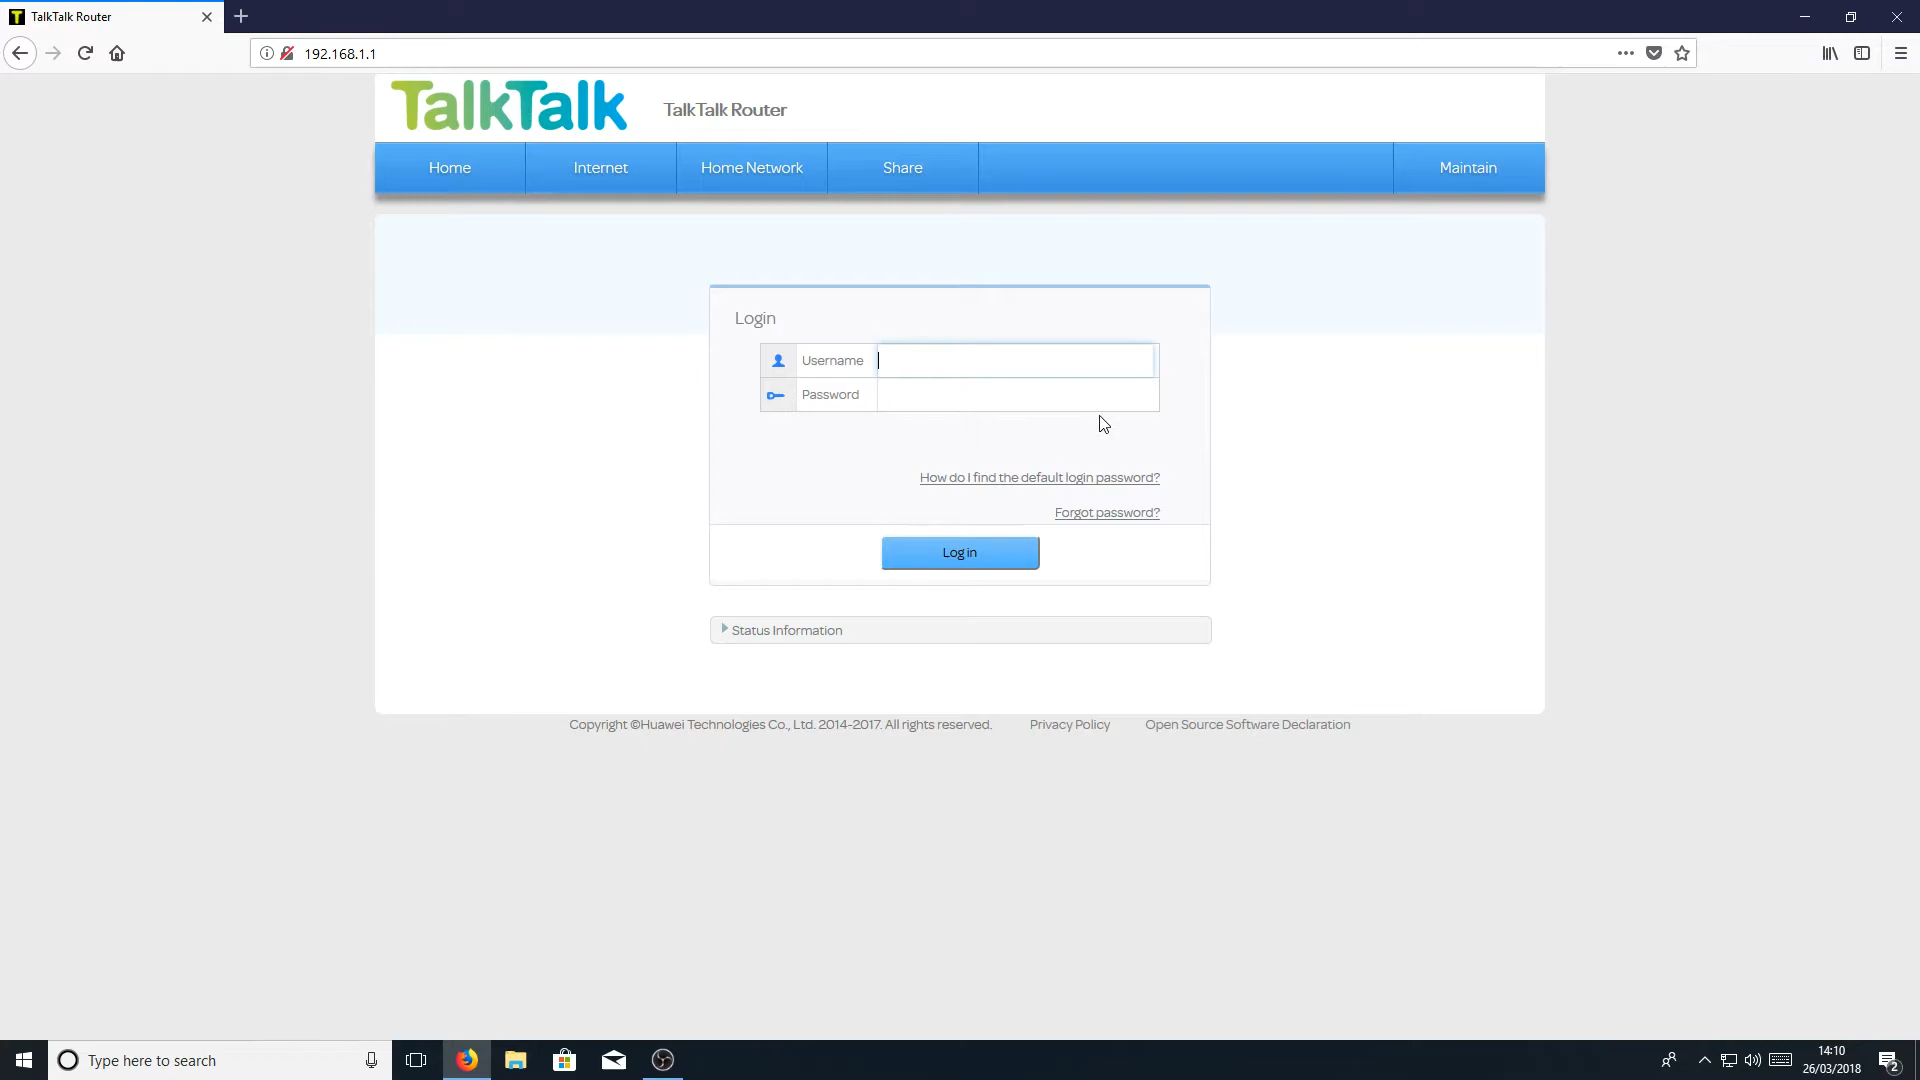 TalkTalk Router
192.168.1.1
TalkTalk
TalkTalk Router
Home
Internet
Home Network
Share
Maintain
Login
Username
Password
How do I find the default login password?
Forgot password?
Log in
Status Information
Copyright ©Huawei Technologies Co., Ltd. 2014-2017. All rights reserved.
Privacy Policy
Open Source Software Declaration
Type here to search
14:10
26/03/2018
2